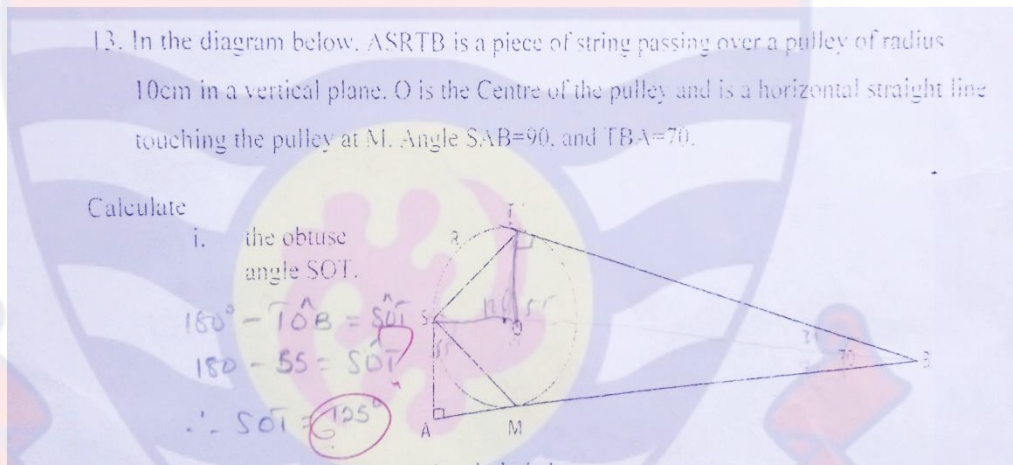 13. In the diagram below. ASRTB is a piece of string passing over a pulley of radius
10cm in a vertical plane. O is the Centre of the pulley and is a horizontal straight line
touching the pulley at M. Angle SAB=90. and TBA=70.
Calculate
i. the obtuse
angle SOT.
180° - TÔB = SÔT
180 - 55 = SÔT
∴ SOT = 125°
T
R
S
55
O
70
B
A
M